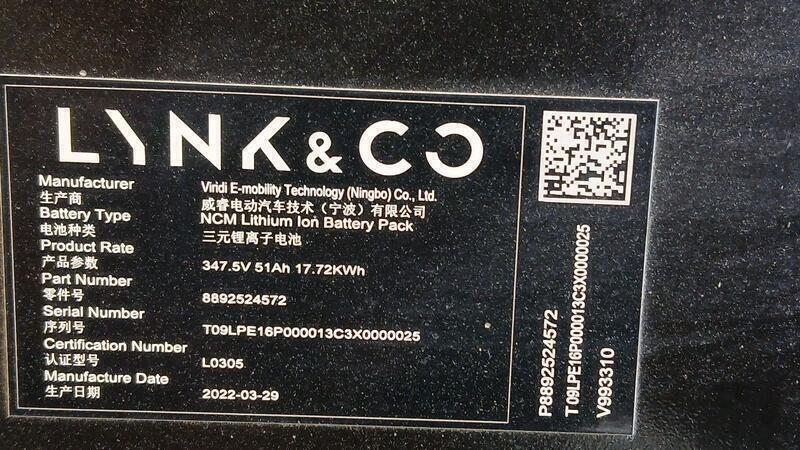 LYNK & CO
Manufacturer Viridi E-mobility Technology (Ningbo) Co., Ltd.
生产商 威睿电动汽车技术（宁波）有限公司
Battery Type NCM Lithium Ion Battery Pack
电池种类 三元锂离子电池
Product Rate
产品参数 347.5V 51Ah 17.72KWh
Part Number
零件号 8892524572
Serial Number
序列号 T09LPE16P000013C3X0000025
Certification Number
认证型号 L0305
Manufacture Date
生产日期 2022-03-29
P8892524572
T09LPE16P000013C3X0000025
V993310